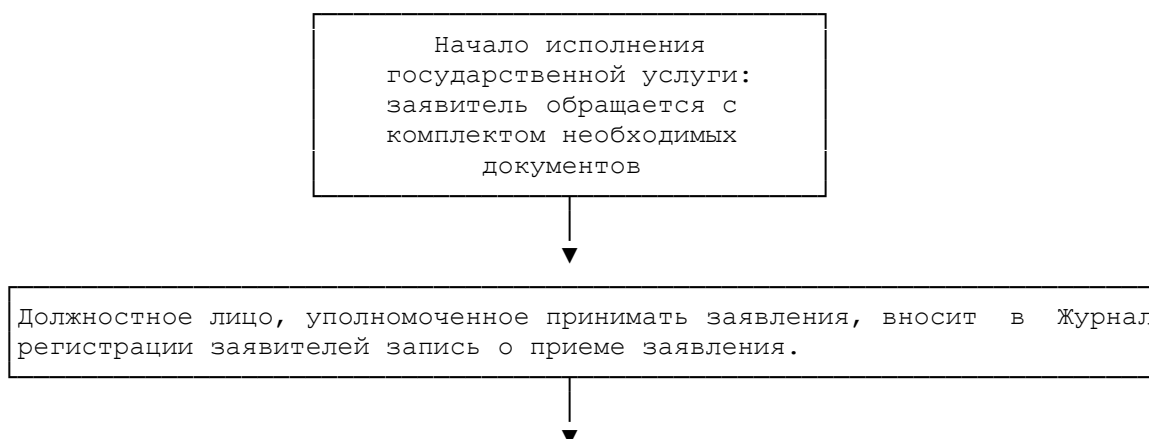 Начало исполнения
государственной услуги:
заявитель обращается с
комплектом необходимых
документов
Должностное лицо, уполномоченное принимать заявления, вносит в Журнал
регистрации заявителей запись о приеме заявления.